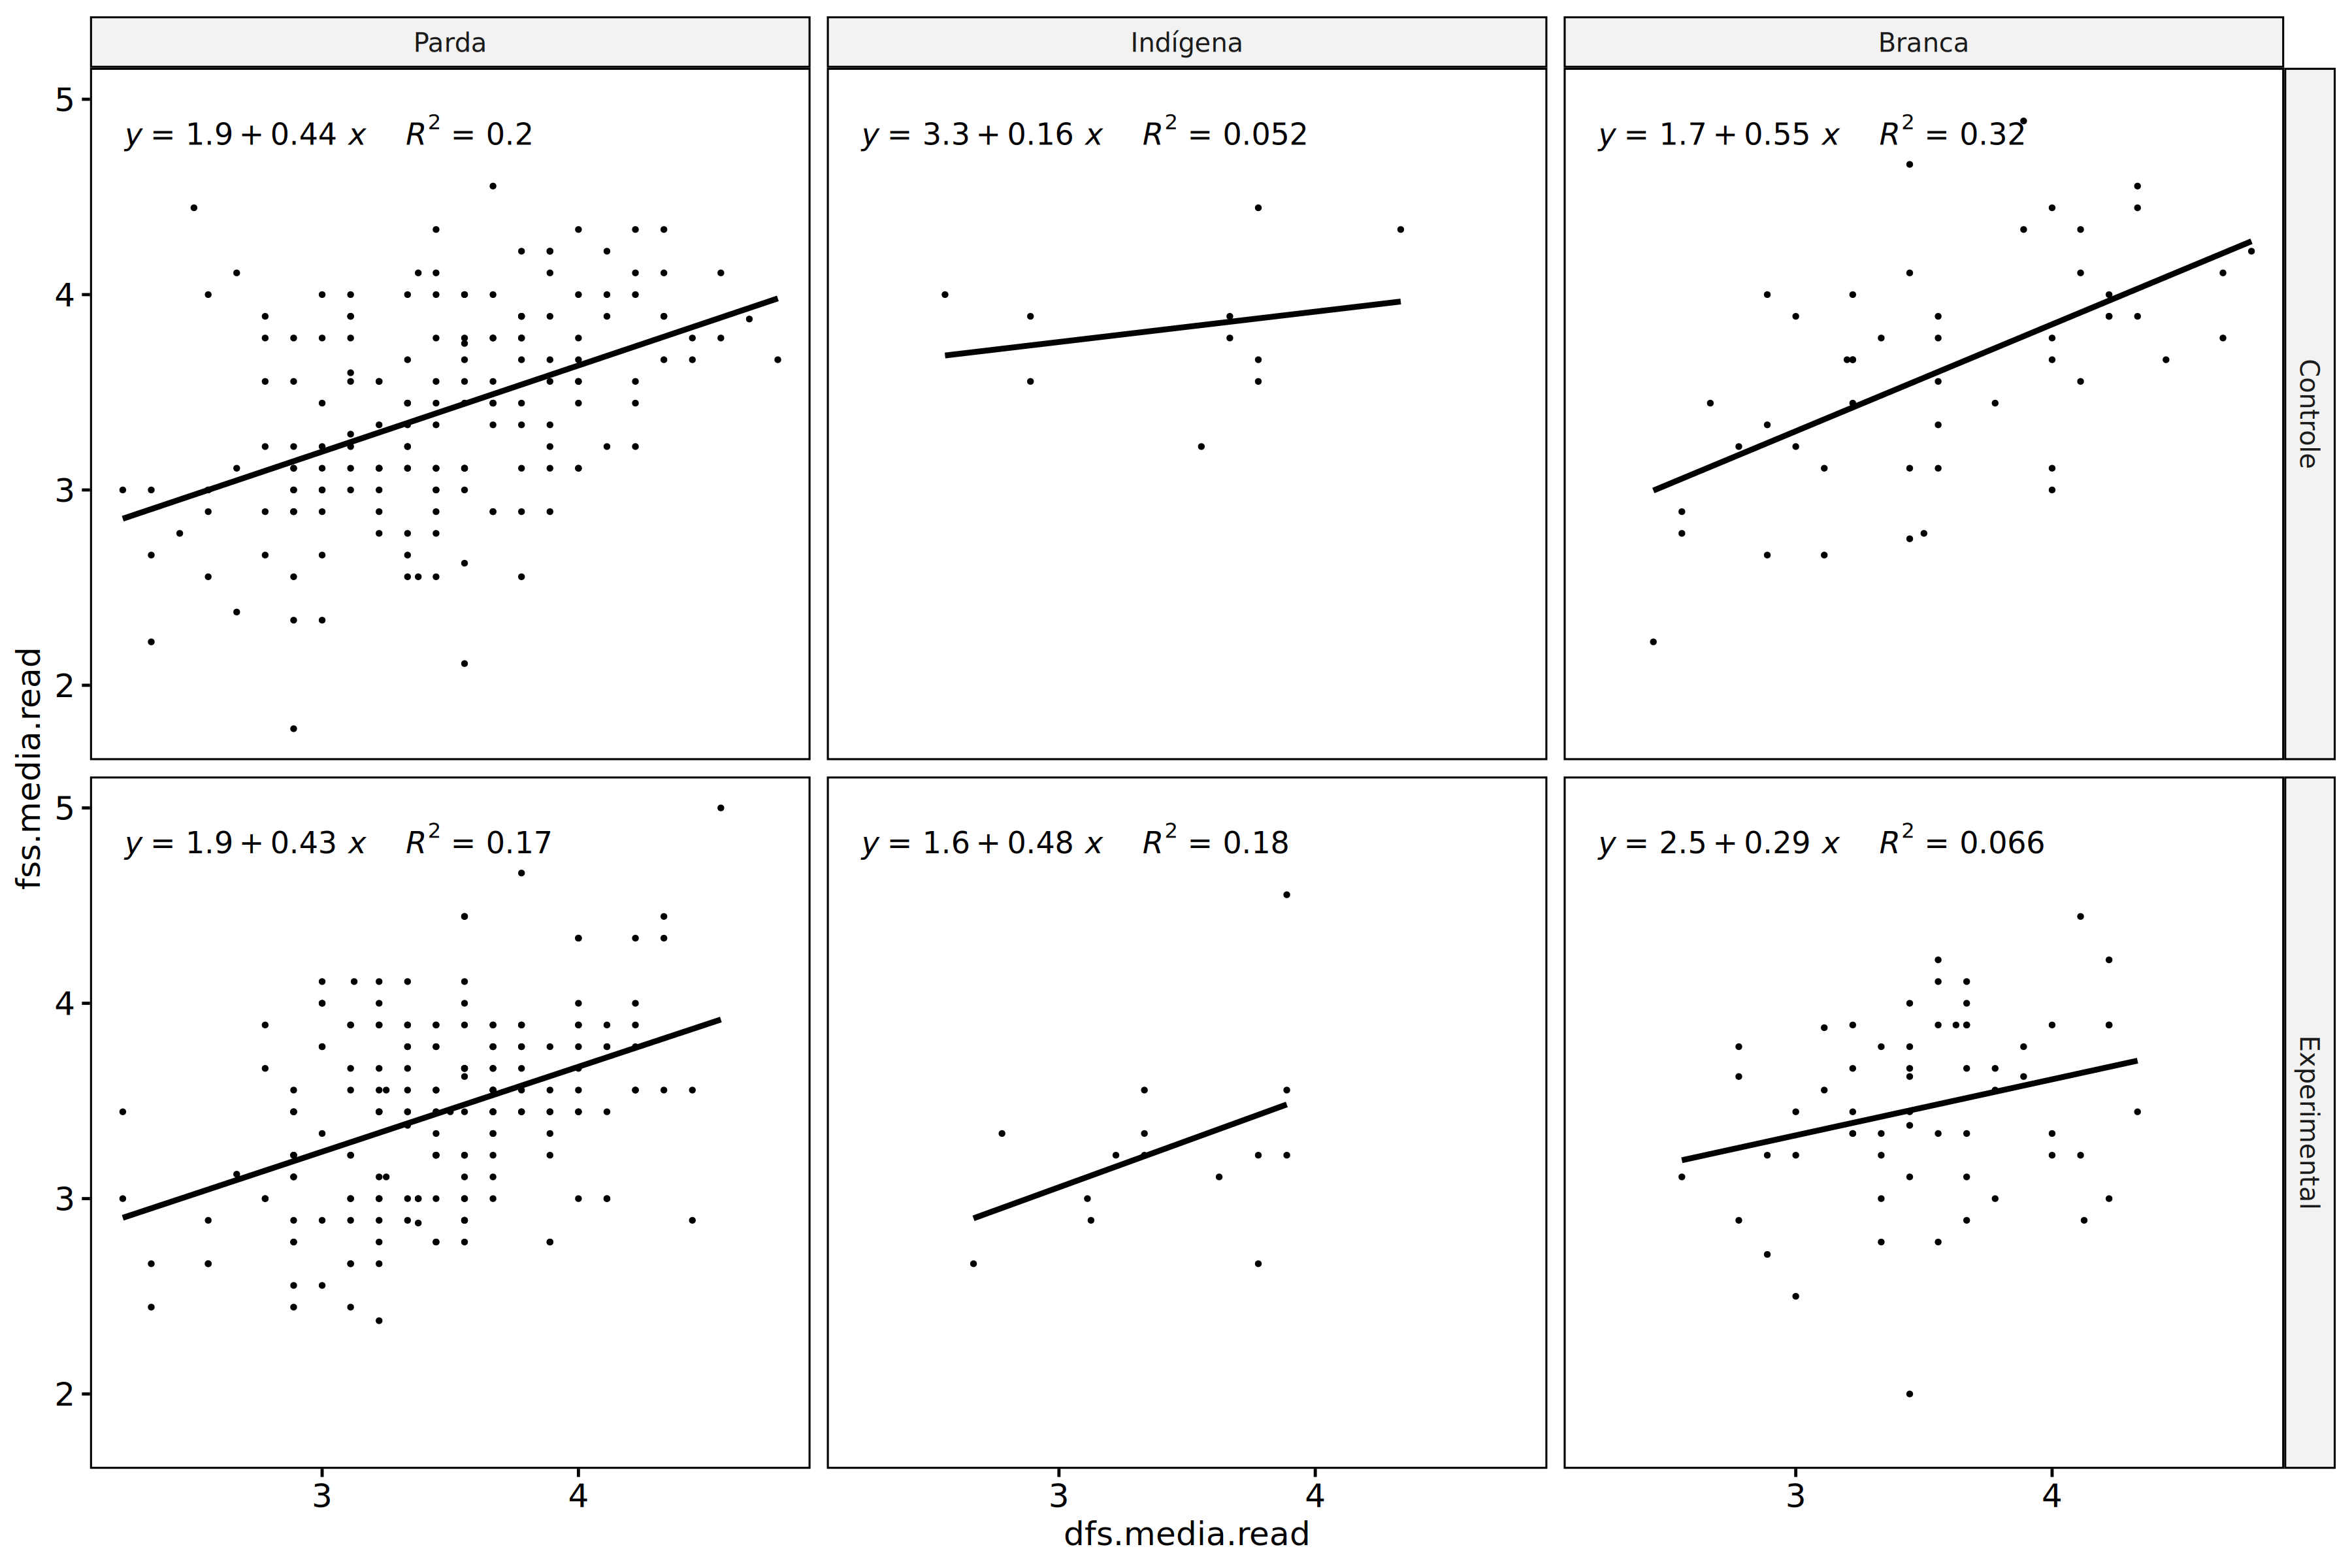 Parda
Indígena
Branca
5
4
3
2
y = 1.9 + 0.44 x R² = 0.2
y = 3.3 + 0.16 x R² = 0.052
y = 1.7 + 0.55 x R² = 0.32
Controle
fss.media.read
5
4
3
2
y = 1.9 + 0.43 x R² = 0.17
y = 1.6 + 0.48 x R² = 0.18
y = 2.5 + 0.29 x R² = 0.066
Experimental
3 4
3 4
3 4
dfs.media.read